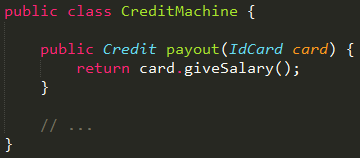 public class CreditMachine {
public Credit payout(IdCard card) {
return card.giveSalary();
}
// ...
}